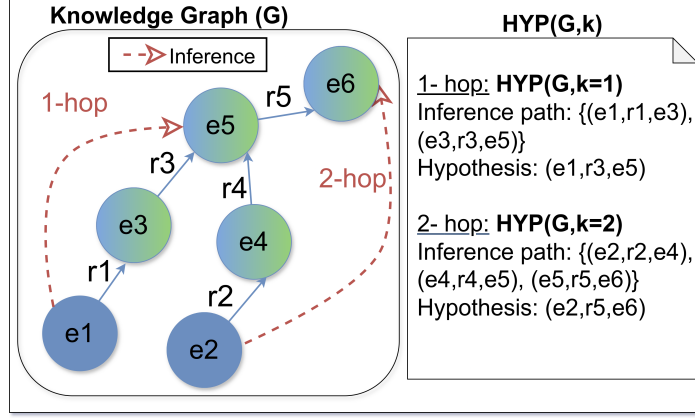 Knowledge Graph (G)
Inference
1-hop
e6
r5
e5
r3
r4
2-hop
e3
e4
r1
r2
e1
e2
HYP(G,k)
1- hop: HYP(G,k=1)
Inference path: {(e1,r1,e3),
(e3,r3,e5)}
Hypothesis: (e1,r3,e5)
2- hop: HYP(G,k=2)
Inference path: {(e2,r2,e4),
(e4,r4,e5), (e5,r5,e6)}
Hypothesis: (e2,r5,e6)